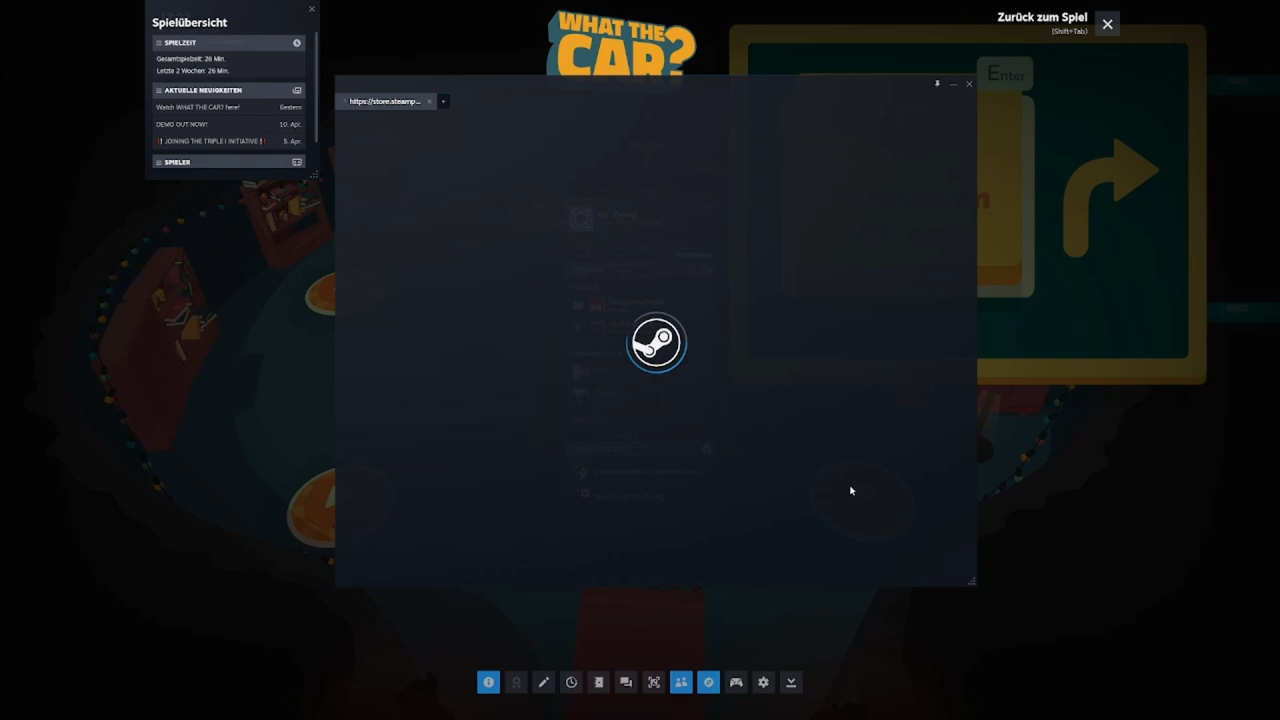 Spielübersicht
SPIELZEIT
Gesamtspielzeit: 26 Min.
Letzte 2 Wochen: 26 Min.
AKTUELLE NEUIGKEITEN
Watch WHAT THE CAR? here! Gestern
DEMO OUT NOW! 10. Apr.
‼ JOINING THE TRIPLE I INITIATIVE ‼ 5. Apr.
SPIELER
WHAT THE
CAR?
Zurück zum Spiel
[Shift+Tab]
Enter
https://store.steamp...